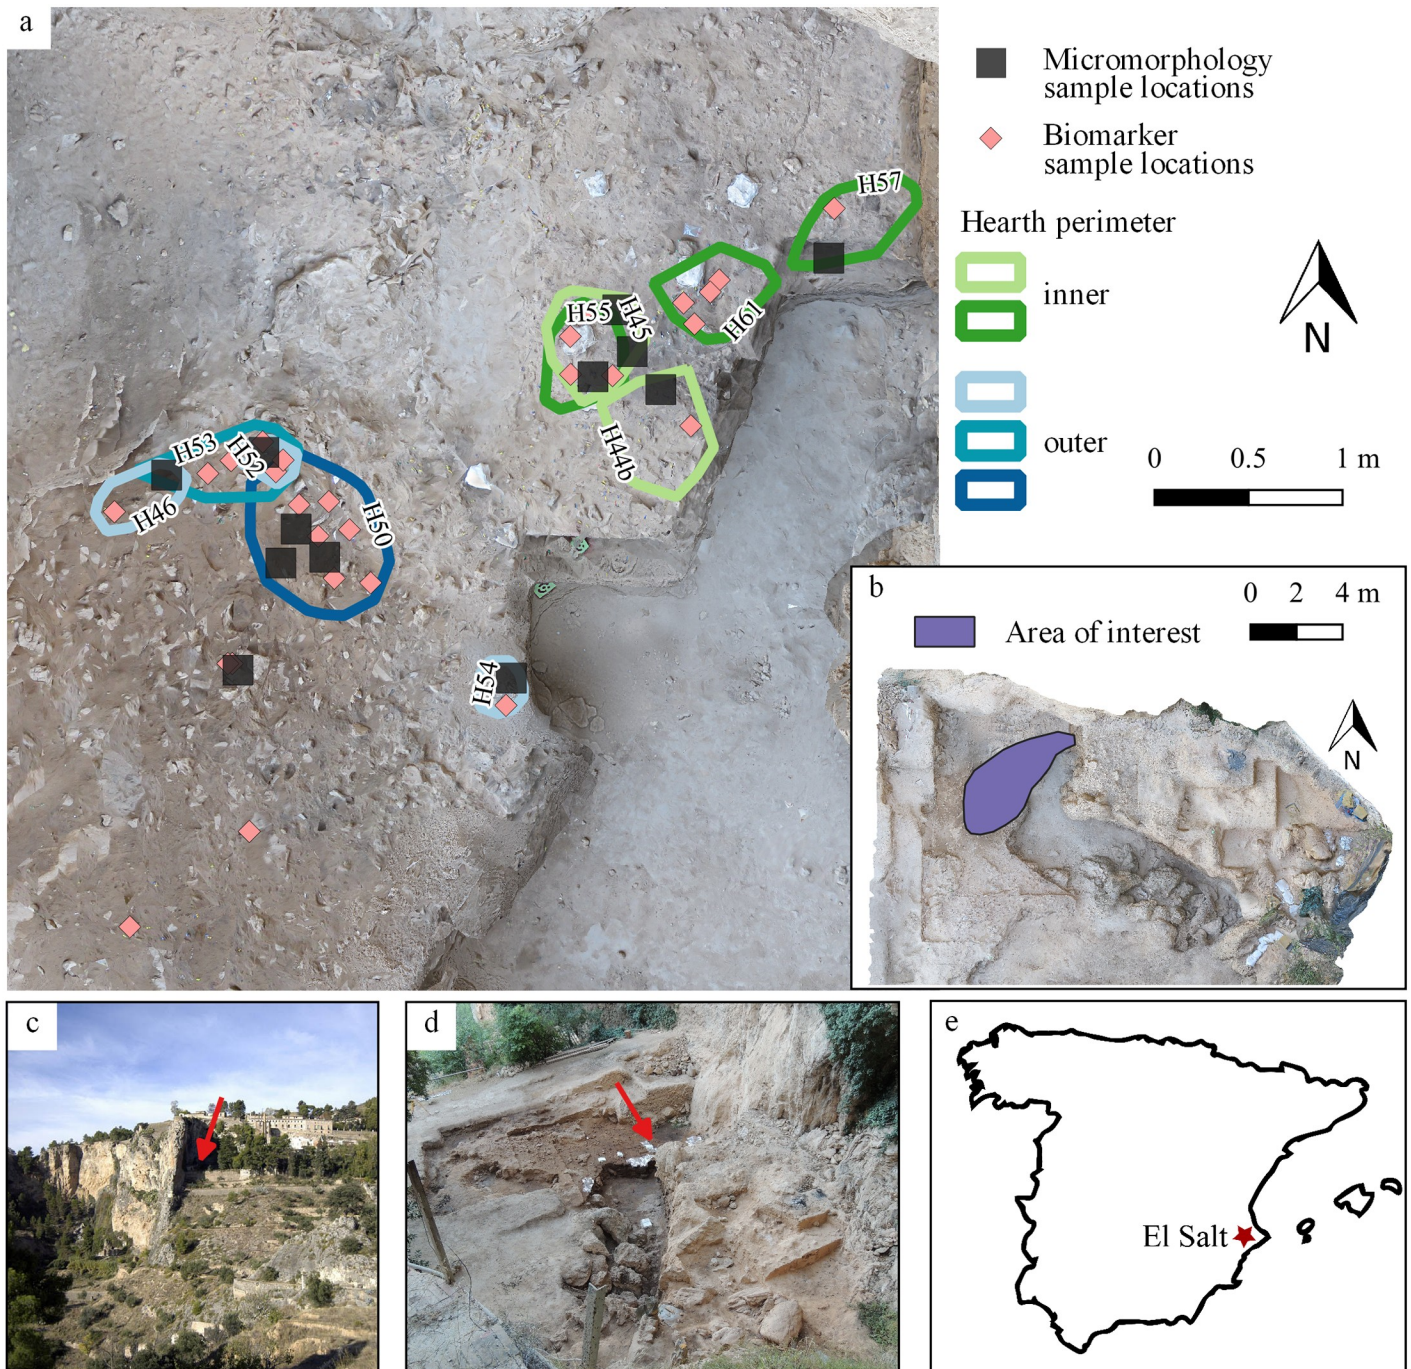 a
Micromorphology
sample locations
Biomarker
sample locations
Hearth perimeter
inner
outer
N
0 0.5 1 m
H57
H61
H55
H45
H44b
H53
H52
H46
H50
H54
b
0 2 4 m
Area of interest
N
c
d
e
El Salt